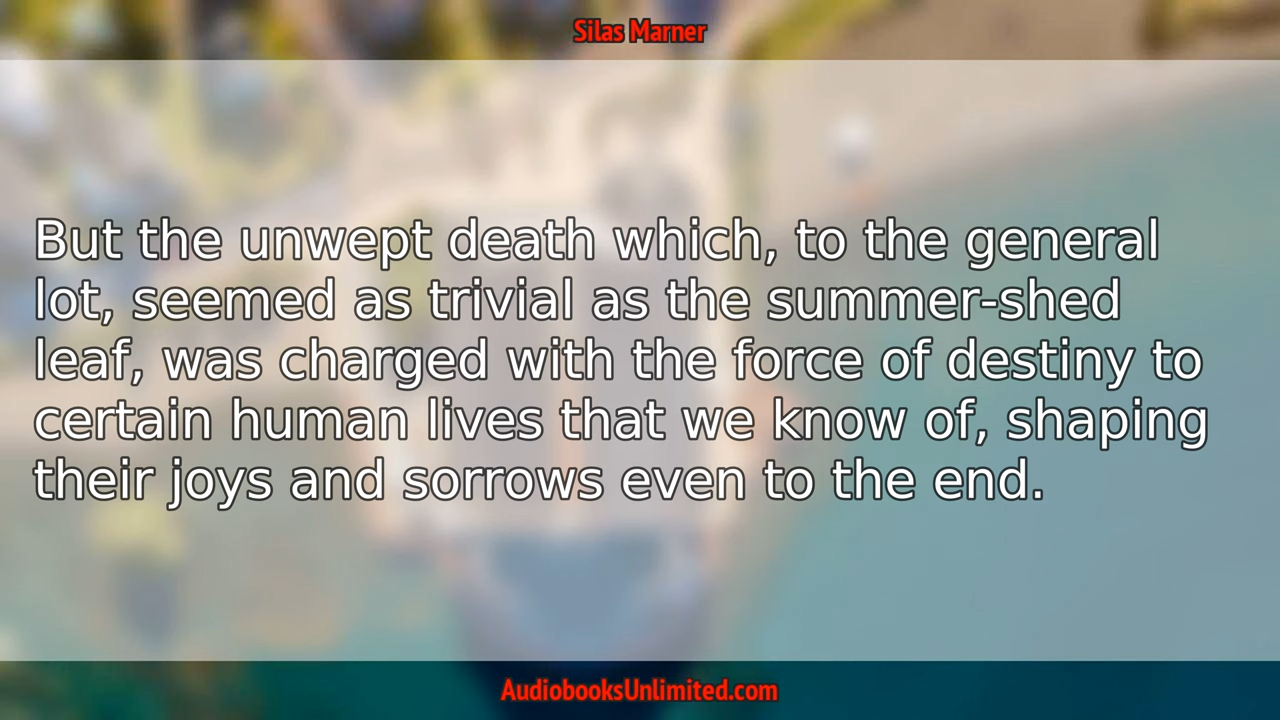 Silas Marner
But the unwept death which, to the general
lot, seemed as trivial as the summer-shed
leaf, was charged with the force of destiny to
certain human lives that we know of, shaping
their joys and sorrows even to the end.
AudiobooksUnlimited.com